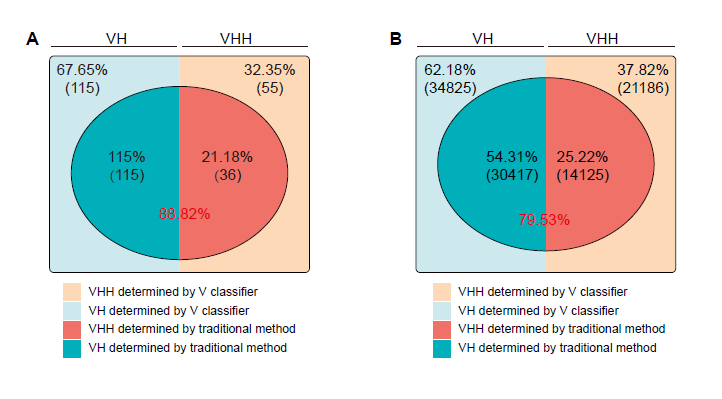 A
VH
VHH
67.65%
(115)
32.35%
(55)
115%
(115)
21.18%
(36)
88.82%
VHH determined by V classifier
VH determined by V classifier
VHH determined by traditional method
VH determined by traditional method
B
VH
VHH
62.18%
(34825)
37.82%
(21186)
54.31%
(30417)
25.22%
(14125)
79.53%
VHH determined by V classifier
VH determined by V classifier
VHH determined by traditional method
VH determined by traditional method